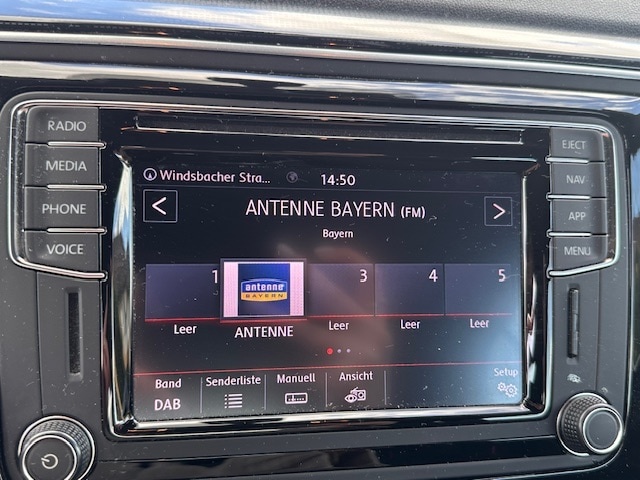 RADIO
MEDIA
PHONE
VOICE
EJECT
NAV
APP
MENU
Windsbacher Stra... 14:50
< ANTENNE BAYERN (FM) >
Bayern
1 antenne BAYERN 3 4 5
Leer ANTENNE Leer Leer Leer
Band Senderliste Manuell Ansicht Setup
DAB